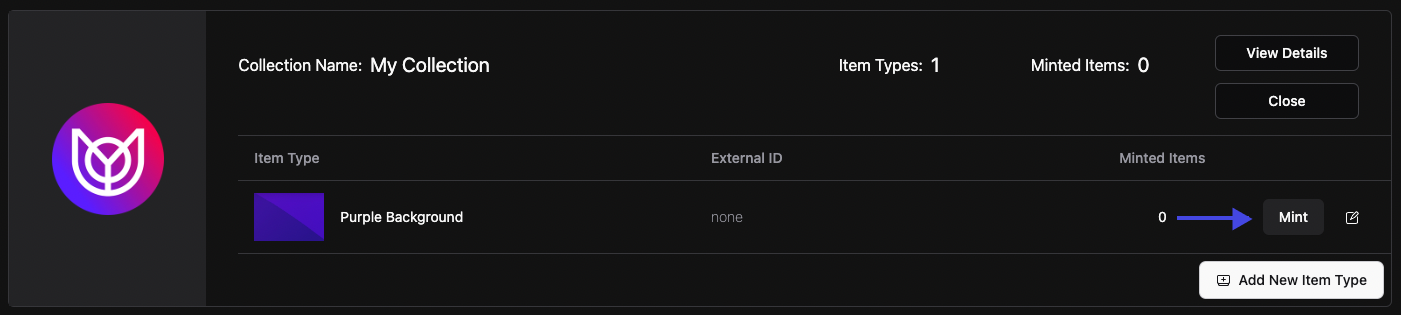 Collection Name: My Collection
Item Types: 1
Minted Items: 0
View Details
Close
Item Type
External ID
Minted Items
Purple Background
none
0
Mint
Add New Item Type